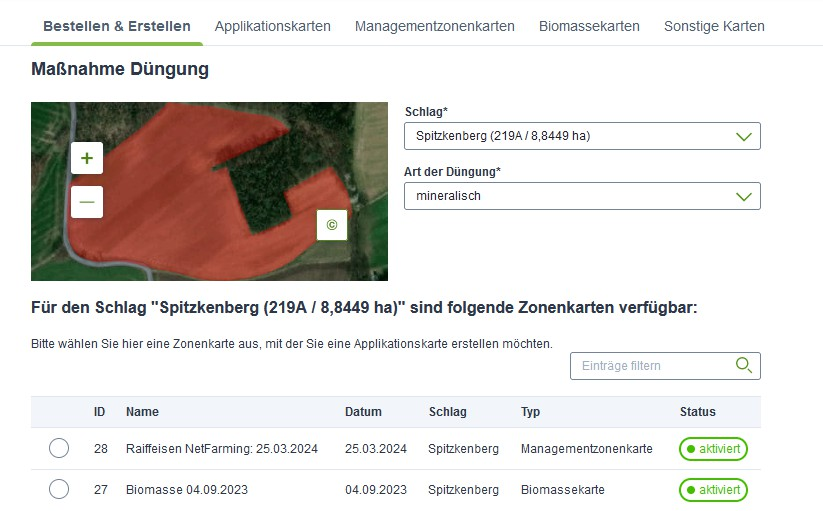 Bestellen & Erstellen Applikationskarten Managementzonenkarten Biomassekarten Sonstige Karten
Maßnahme Düngung
+
—
©
Schlag*
Spitzkenberg (219A / 8,8449 ha)
Art der Düngung*
mineralisch
Für den Schlag "Spitzkenberg (219A / 8,8449 ha)" sind folgende Zonenkarten verfügbar:
Bitte wählen Sie hier eine Zonenkarte aus, mit der Sie eine Applikationskarte erstellen möchten.
Einträge filtern
ID Name Datum Schlag Typ Status
28 Raiffeisen NetFarming: 25.03.2024 25.03.2024 Spitzkenberg Managementzonenkarte aktiviert
27 Biomasse 04.09.2023 04.09.2023 Spitzkenberg Biomassekarte aktiviert